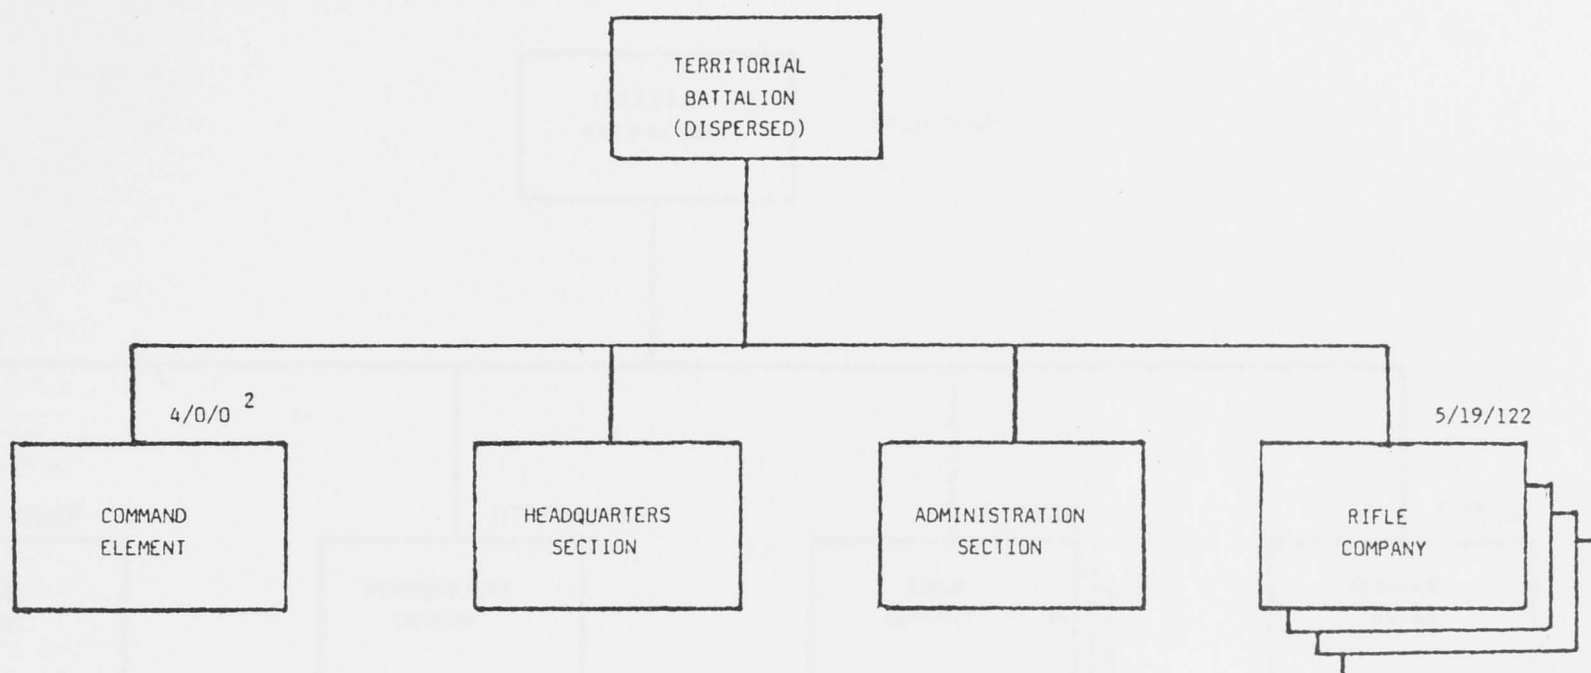 TERRITORIAL
BATTALION
(DISPERSED)
4/0/0 2
5/19/122
COMMAND
ELEMENT
HEADQUARTERS
SECTION
ADMINISTRATION
SECTION
RIFLE
COMPANY